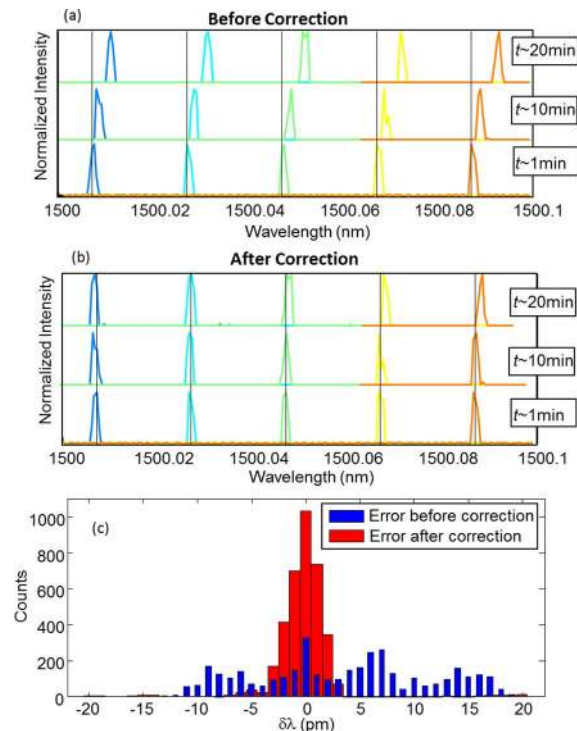 (a)
Before Correction
Normalized Intensity
t~20min
t~10min
t~1min
1500 1500.02 1500.04 1500.06 1500.08 1500.1
Wavelength (nm)
(b)
After Correction
Normalized Intensity
t~20min
t~10min
t~1min
1500 1500.02 1500.04 1500.06 1500.08 1500.1
Wavelength (nm)
(c)
Error before correction
Error after correction
Counts
1000
800
600
400
200
0
-20 -15 -10 -5 0 5 10 15 20
δλ (pm)